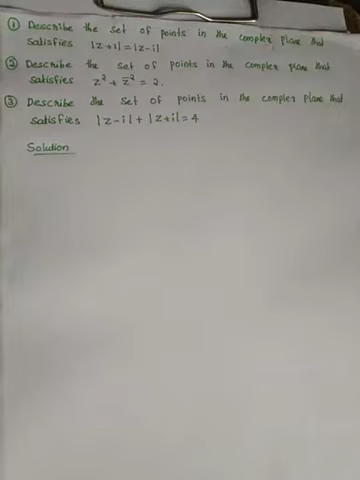 ① Describe the set of points in the complex plane that
satisfies |z+1|=|z-i|
② Describe the set of points in the complex plane that
satisfies z² + z̅² = 2.
③ Describe the set of points in the complex plane that
satisfies |z-i|+|z+i|=4
Solution